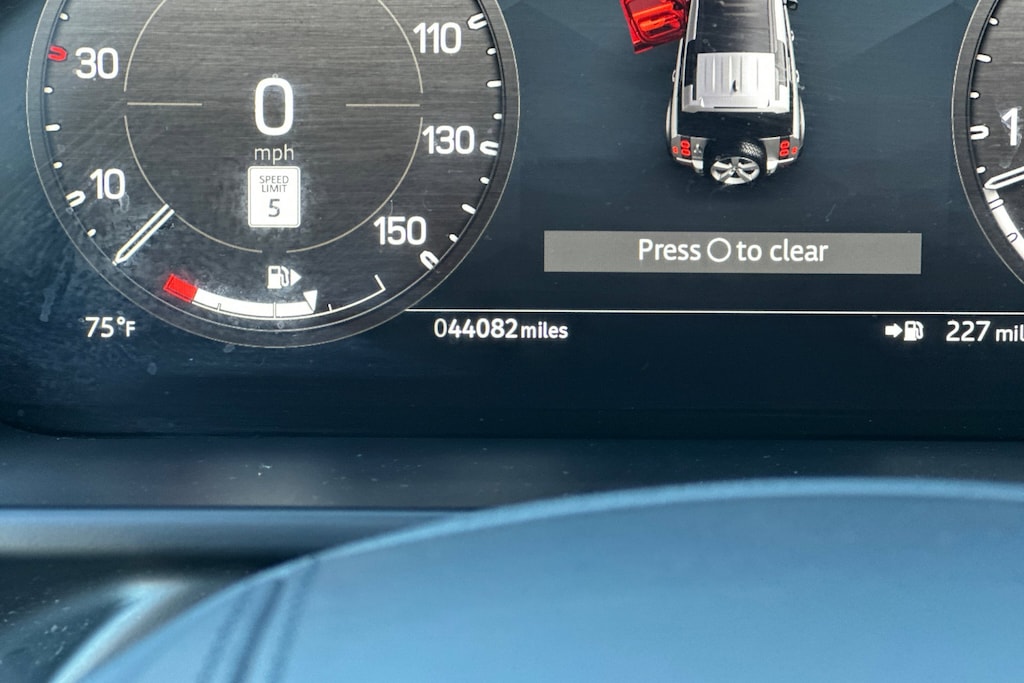 110
30
0
130
mph
SPEED
LIMIT
5
10
150
Press O to clear
75°F
044082 miles
227